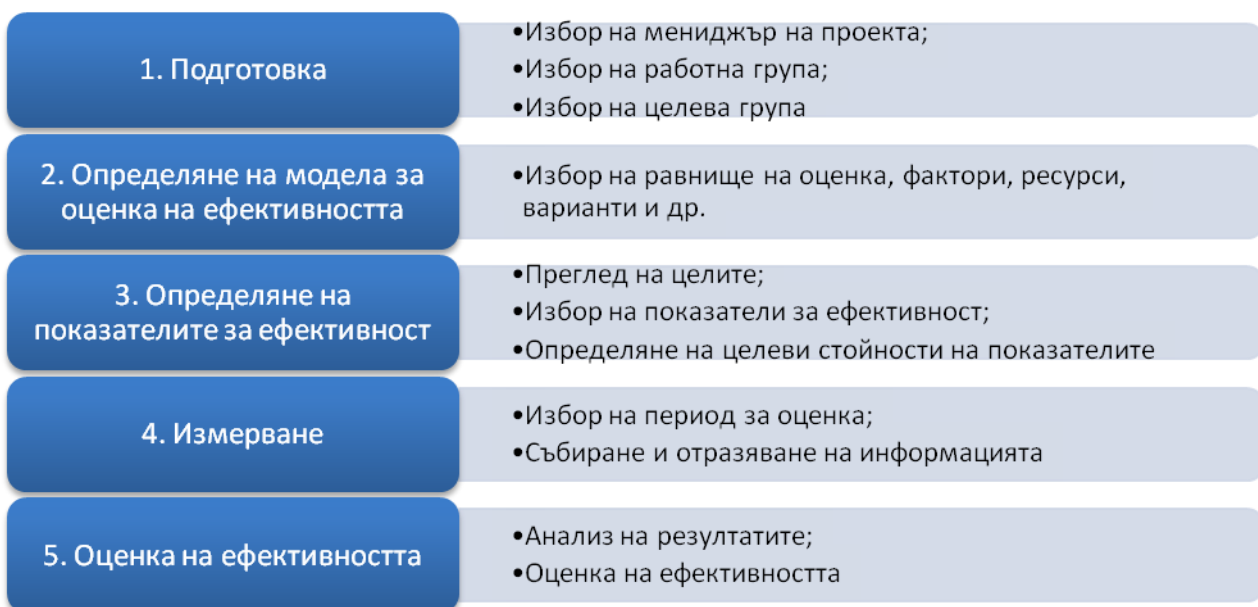 1. Подготовка
•Избор на мениджър на проекта;
•Избор на работна група;
•Избор на целева група
2. Определяне на модела за
оценка на ефективността
•Избор на равнище на оценка, фактори, ресурси,
варианти и др.
3. Определяне на
показателите за ефективност
•Преглед на целите;
•Избор на показатели за ефективност;
•Определяне на целеви стойности на показателите
4. Измерване
•Избор на период за оценка;
•Събиране и отразяване на информацията
5. Оценка на ефективността
•Анализ на резултатите;
•Оценка на ефективността